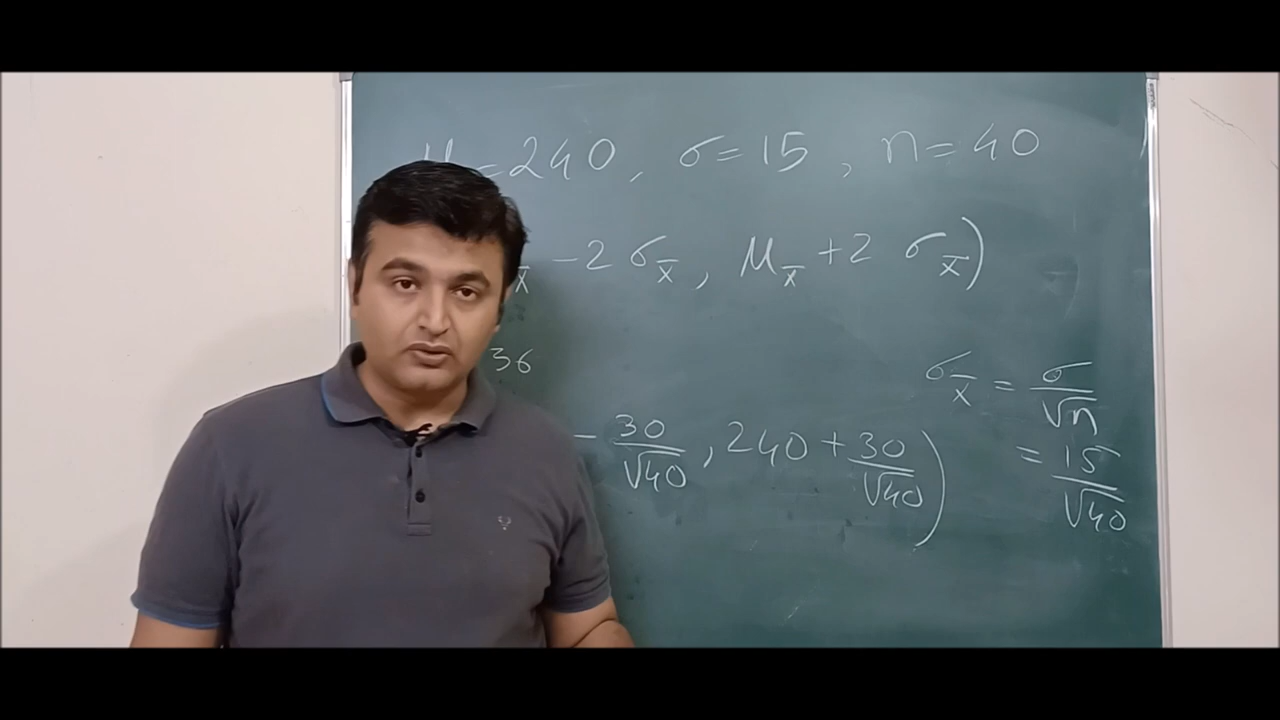 μ = 240, σ = 15, n = 40
x̄ - 2 σx̄, μx̄ + 2 σx̄)
36
σx̄ = σ/√n
- 30/√40, 240 + 30/√40)
= 15/√40